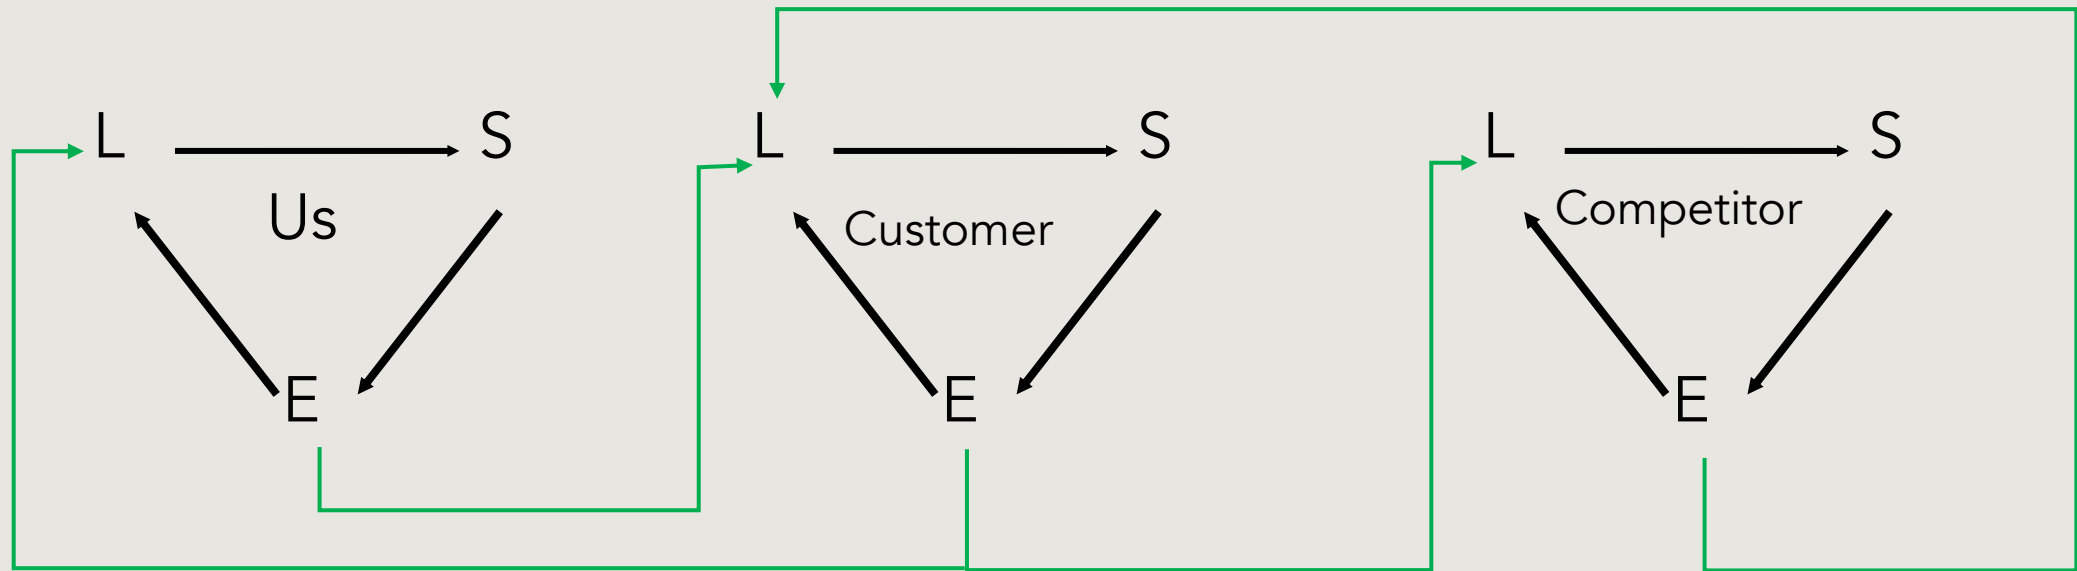 L S
Us
E
L S
Customer
E
L S
Competitor
E